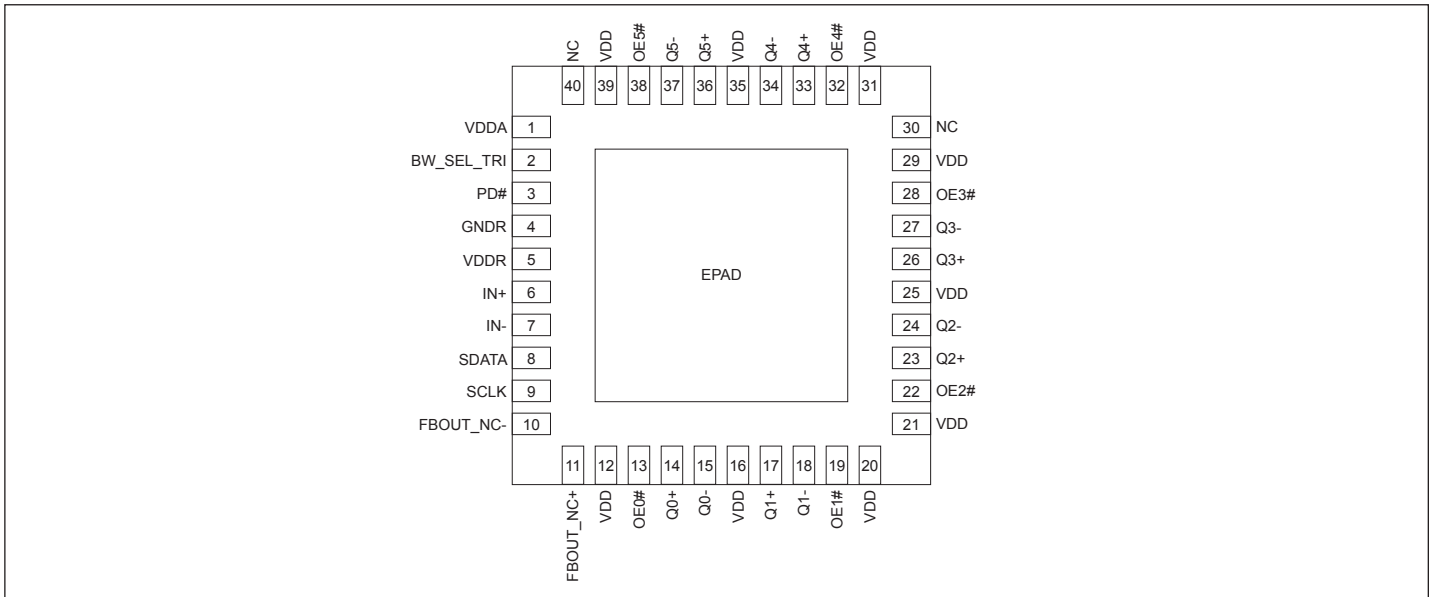 NC VDD OE5# Q5- Q5+ VDD Q4- Q4+ OE4# VDD
40 39 38 37 36 35 34 33 32 31
VDDA 1
BW_SEL_TRI 2
PD# 3
GNDR 4
VDDR 5
IN+ 6
IN- 7
SDATA 8
SCLK 9
FBOUT_NC- 10
EPAD
30 NC
29 VDD
28 OE3#
27 Q3-
26 Q3+
25 VDD
24 Q2-
23 Q2+
22 OE2#
21 VDD
11 12 13 14 15 16 17 18 19 20
FBOUT_NC+ VDD OE0# Q0+ Q0- VDD Q1+ Q1- OE1# VDD